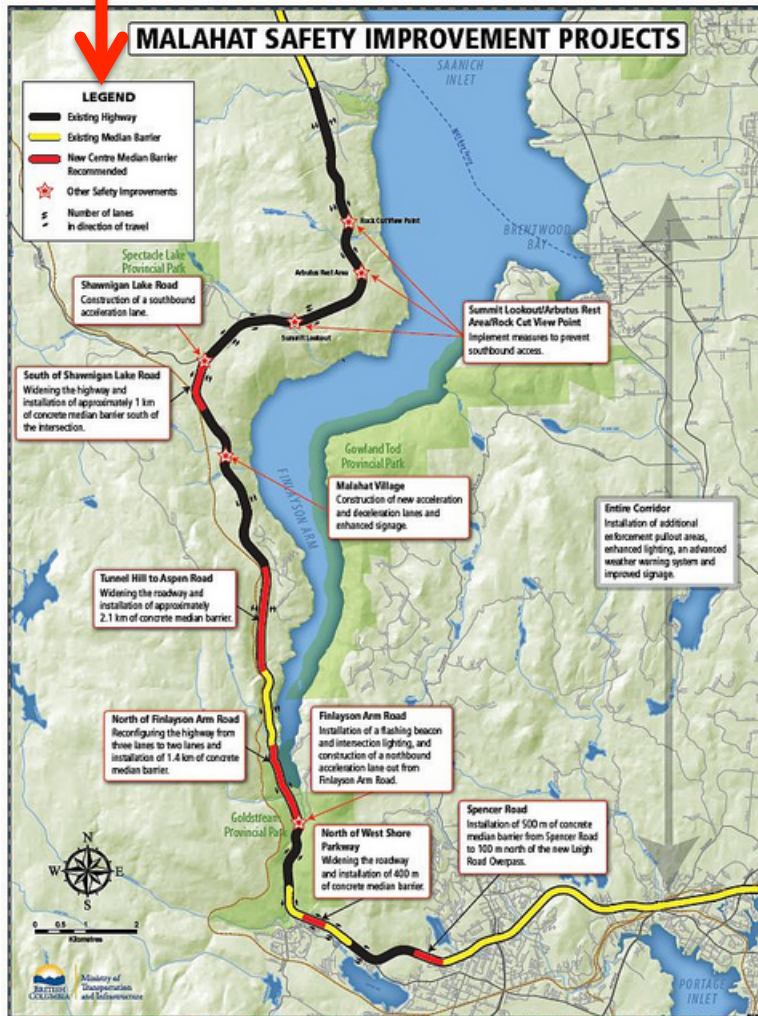 MALAHAT SAFETY IMPROVEMENT PROJECTS
SAANICH
INLET
LEGEND
Existing Highway
Existing Median Barrier
New Centre Median Barrier
Recommended
Other Safety Improvements
Number of lanes
in direction of travel
Rock Cut View Point
BRENTWOOD
BAY
Spectacle Lake
Provincial Park
Arbutus Rest Area
Shawnigan Lake Road
Construction of a southbound
acceleration lane.
Summit Lookout/Arbutus Rest
Area/Rock Cut View Point
Implement measures to prevent
southbound access.
Summit Lookout
South of Shawnigan Lake Road
Widening the highway and
installation of approximately 1 km
of concrete median barrier south of
the intersection.
Gowland Tod
Provincial Park
FINLAYSON ARM
Malahat Village
Construction of new acceleration
and deceleration lanes and
enhanced signage.
Entire Corridor
Installation of additional
enforcement pullout areas,
enhanced lighting, an advanced
weather warning system and
improved signage.
Tunnel Hill to Aspen Road
Widening the roadway and
installation of approximately
2.1 km of concrete median barrier.
North of Finlayson Arm Road
Reconfiguring the highway from
three lanes to two lanes and
installation of 1.4 km of concrete
median barrier.
Finlayson Arm Road
Installation of a flashing beacon
and intersection lighting, and
construction of a northbound
acceleration lane out from
Finlayson Arm Road.
Goldstream
Provincial Park
Spencer Road
Installation of 500 m of concrete
median barrier from Spencer Road
to 100 m north of the new Leigh
Road Overpass.
North of West Shore
Parkway
Widening the roadway
and installation of 400 m
of concrete median barrier.
N
W E
S
0 0.5 1 2
Kilometres
BRITISH
COLUMBIA
Ministry of
Transportation
and Infrastructure
PORTAGE
INLET